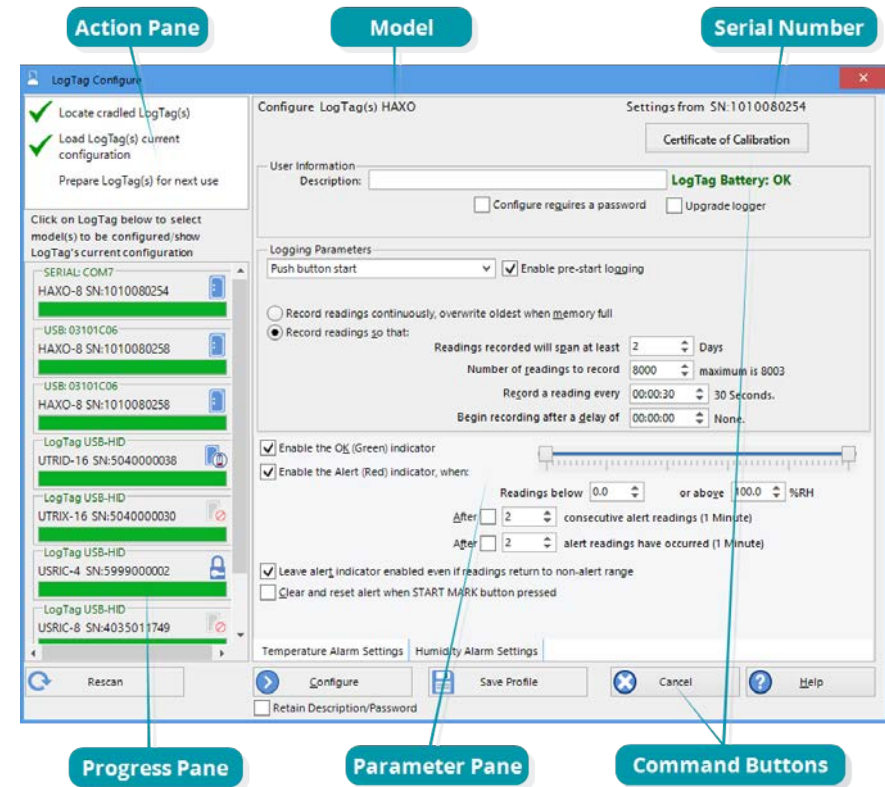 Action Pane
Model
Serial Number
LogTag Configure
Locate cradled LogTag(s)
Load LogTag(s) current
configuration
Prepare LogTag(s) for next use
Click on LogTag below to select
model(s) to be configured/show
LogTag's current configuration
SERIAL: COM7
HAXO-8 SN:1010080254
USB: 03101C06
HAXO-8 SN:1010080258
USB: 03101C06
HAXO-8 SN:1010080258
LogTag USB-HID
UTRID-16 SN:5040000038
LogTag USB-HID
UTRIX-16 SN:5040000030
LogTag USB-HID
USRIC-4 SN:5999000002
LogTag USB-HID
USRIC-8 SN:4035011749
Rescan
Configure LogTag(s) HAXO
Settings from SN:1010080254
Certificate of Calibration
User Information
Description:
LogTag Battery: OK
Configure requires a password
Upgrade logger
Logging Parameters
Push button start
Enable pre-start logging
Record readings continuously, overwrite oldest when memory full
Record readings so that:
Readings recorded will span at least 2 Days
Number of readings to record 8000 maximum is 8003
Record a reading every 00:00:30 30 Seconds.
Begin recording after a delay of 00:00:00 None.
Enable the OK (Green) indicator
Enable the Alert (Red) indicator, when:
Readings below 0.0 or above 100.0 %RH
After 2 consecutive alert readings (1 Minute)
After 2 alert readings have occurred (1 Minute)
Leave alert indicator enabled even if readings return to non-alert range
Clear and reset alert when START MARK button pressed
Temperature Alarm Settings Humidity Alarm Settings
Configure
Save Profile
Cancel
Help
Retain Description/Password
Progress Pane
Parameter Pane
Command Buttons